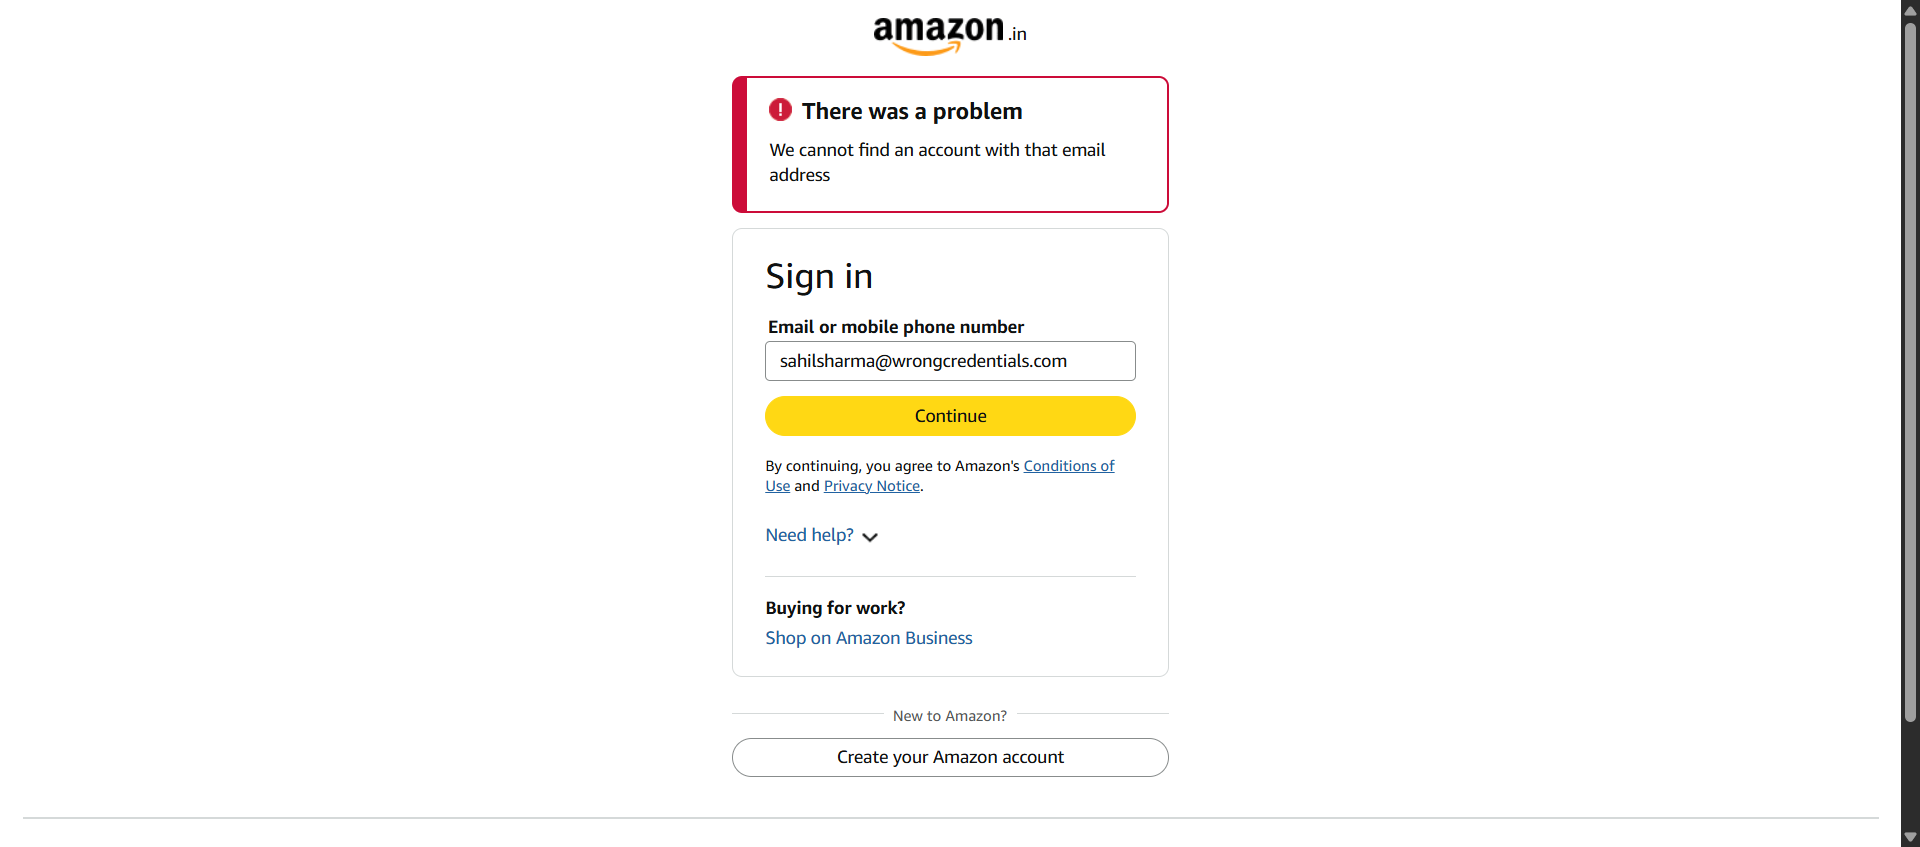 amazon.in
There was a problem
We cannot find an account with that email
address
Sign in
Email or mobile phone number
sahilsharma@wrongcredentials.com
Continue
By continuing, you agree to Amazon's Conditions of
Use and Privacy Notice.
Need help?
Buying for work?
Shop on Amazon Business
New to Amazon?
Create your Amazon account